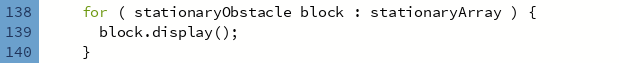 138 for ( stationaryObstacle block : stationaryArray ) {
139 block.display();
140 }